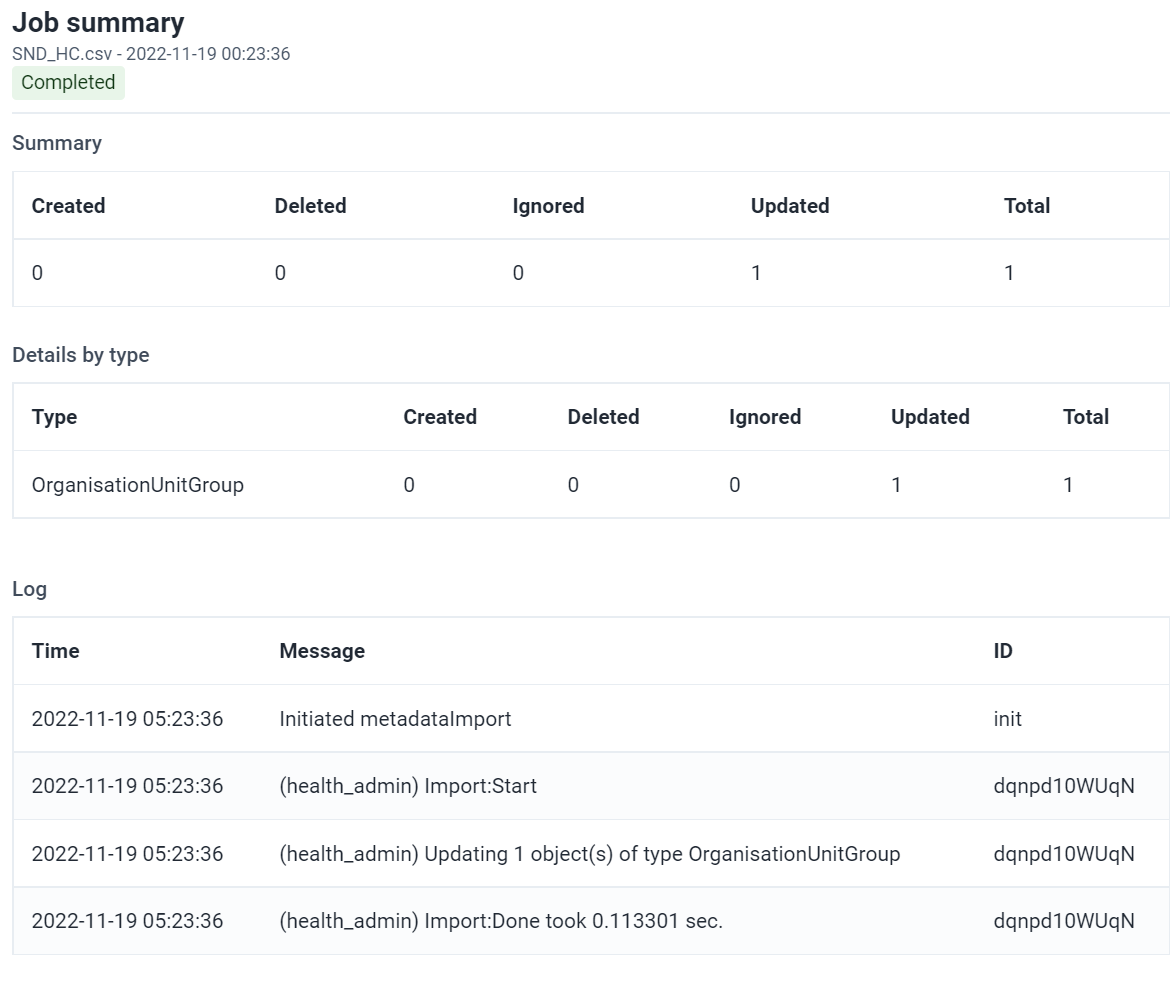 Job summary
SND_HC.csv - 2022-11-19 00:23:36
Completed
Summary
Created Deleted Ignored Updated Total
0 0 0 1 1
Details by type
Type Created Deleted Ignored Updated Total
OrganisationUnitGroup 0 0 0 1 1
Log
Time Message ID
2022-11-19 05:23:36 Initiated metadataImport init
2022-11-19 05:23:36 (health_admin) Import:Start dqnpd10WUqN
2022-11-19 05:23:36 (health_admin) Updating 1 object(s) of type OrganisationUnitGroup dqnpd10WUqN
2022-11-19 05:23:36 (health_admin) Import:Done took 0.113301 sec. dqnpd10WUqN